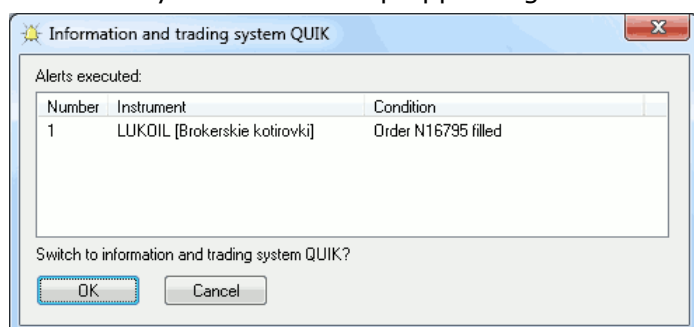 Information and trading system QUIK
Alerts executed:
Number Instrument Condition
1 LUKOIL [Brokerskie kotirovki] Order N16795 filled
Switch to information and trading system QUIK?
OK Cancel